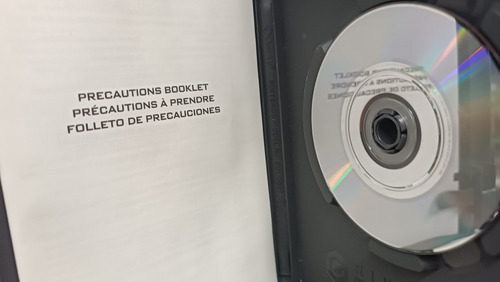 PRECAUTIONS BOOKLET
PRÉCAUTIONS À PRENDRE
FOLLETO DE PRECAUCIONES